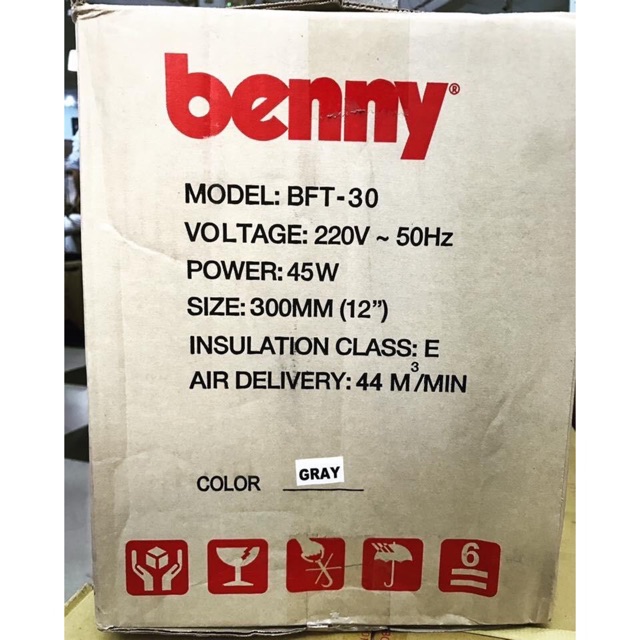 benny®
MODEL: BFT-30
VOLTAGE: 220V ~ 50Hz
POWER: 45W
SIZE: 300MM (12”)
INSULATION CLASS: E
AIR DELIVERY: 44 M³/MIN
COLOR GRAY
6